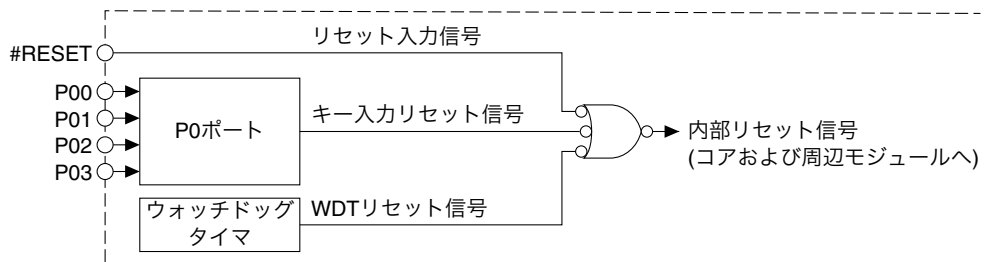 リセット入力信号
#RESET
P00
P01
P02
P03
P0ポート
キー入力リセット信号
内部リセット信号
(コアおよび周辺モジュールへ)
ウォッチドッグ
タイマ
WDTリセット信号